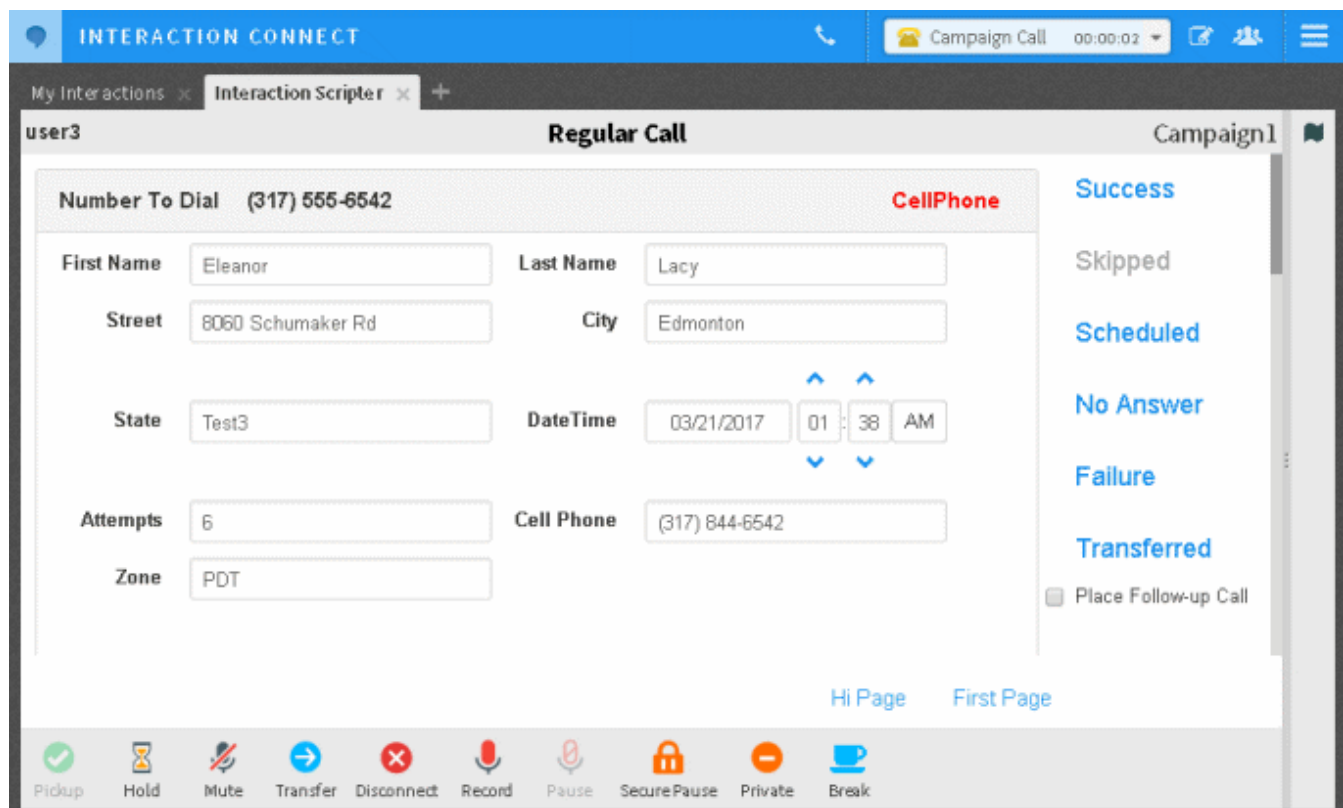 INTERACTION CONNECT
Campaign Call 00:00:02
My Interactions × Interaction Scripter × +
user3 Regular Call Campaign1
Number To Dial (317) 555-6542 CellPhone
First Name Eleanor Last Name Lacy
Street 8060 Schumaker Rd City Edmonton
State Test3 DateTime 03/21/2017 01 : 38 AM
Attempts 6 Cell Phone (317) 844-6542
Zone PDT
Success
Skipped
Scheduled
No Answer
Failure
Transferred
Place Follow-up Call
Hi Page First Page
Pickup Hold Mute Transfer Disconnect Record Pause Secure Pause Private Break